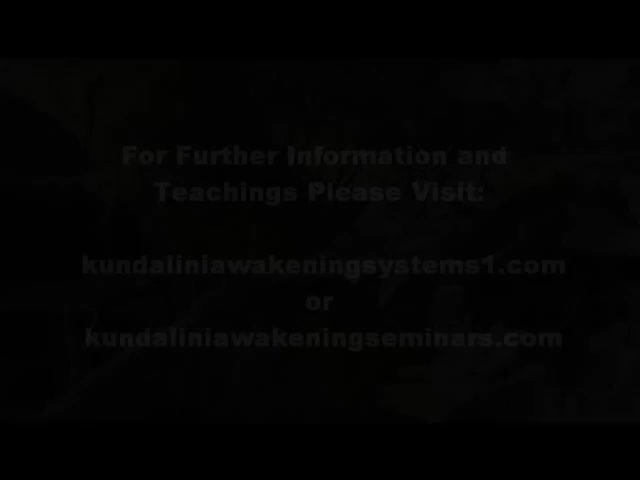 For Further Information and
Teachings Please Visit:
kundaliniawakeningsystems1.com
or
kundaliniawakeningseminars.com